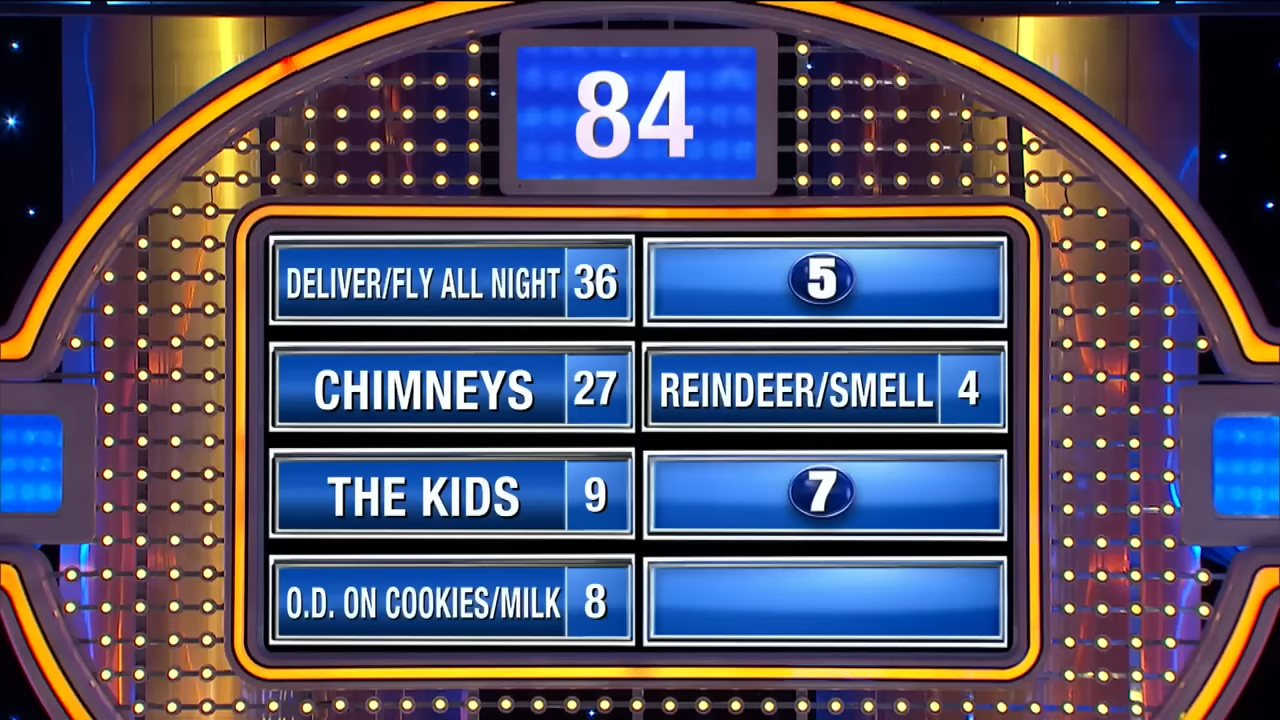 84
DELIVER/FLY ALL NIGHT 36
5
CHIMNEYS 27
REINDEER/SMELL 4
THE KIDS 9
7
O.D. ON COOKIES/MILK 8